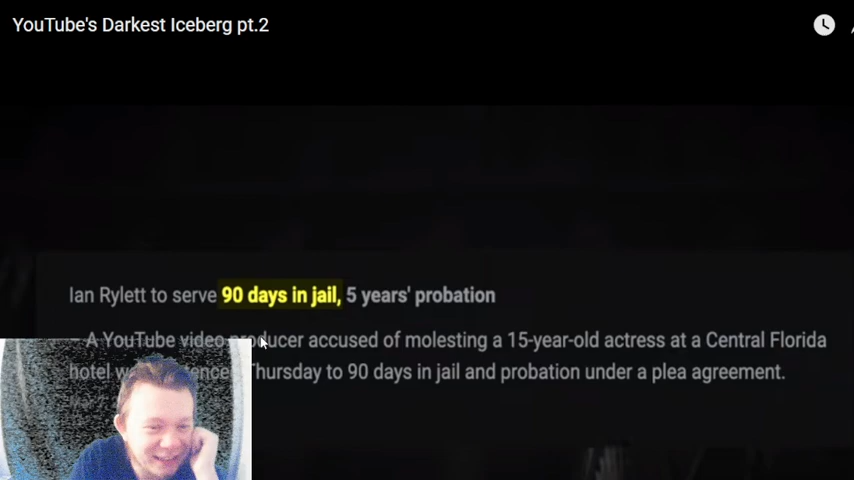 YouTube's Darkest Iceberg pt.2
Ian Rylett to serve 90 days in jail, 5 years' probation
A YouTube video producer accused of molesting a 15-year-old actress at a Central Florida
hotel Thursday to 90 days in jail and probation under a plea agreement.